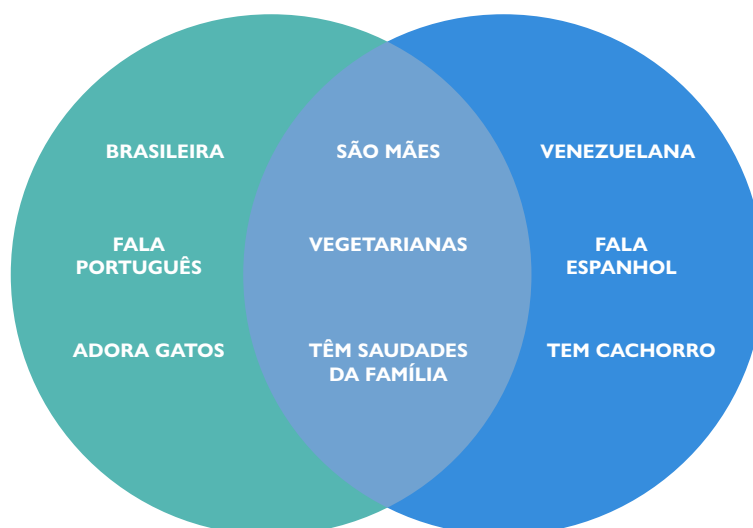 BRASILEIRA
FALA
PORTUGUÊS
ADORA GATOS
SÃO MÃES
VEGETARIANAS
TÊM SAUDADES
DA FAMÍLIA
VENEZUELANA
FALA
ESPANHOL
TEM CACHORRO